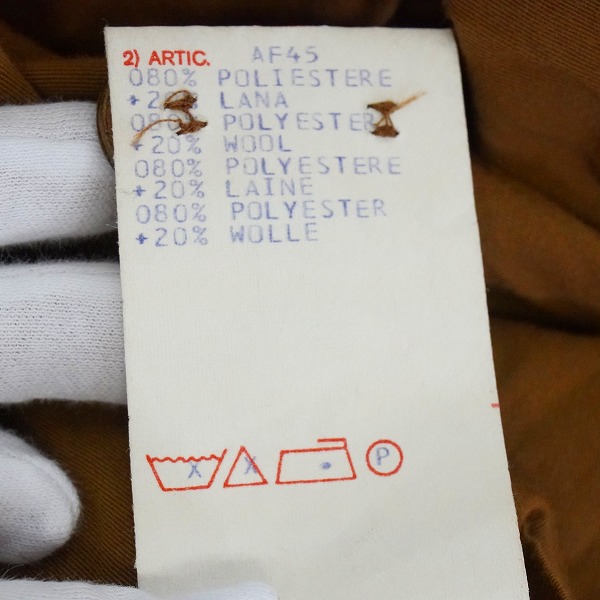 2) ARTIC. AF45
080% POLIESTERE
+20% LANA
080% POLYESTER
+20% WOOL
080% POLYESTERE
+20% LAINE
080% POLYESTER
+20% WOLLE
X X P